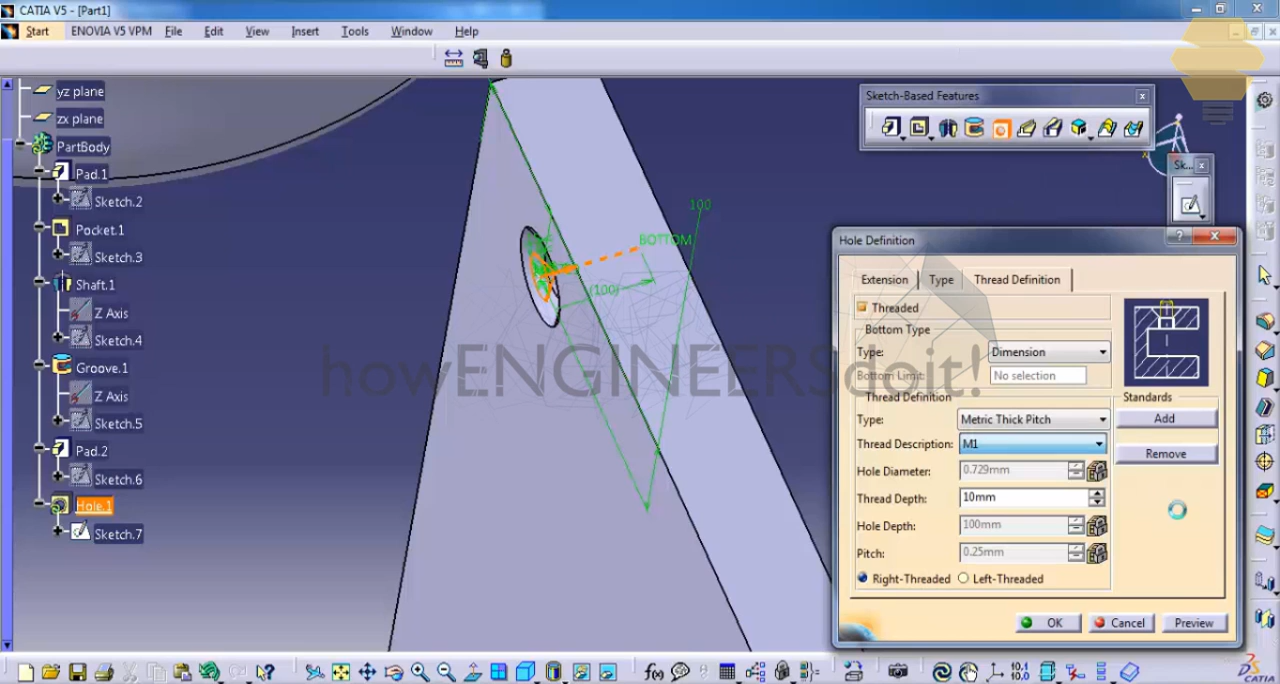 CATIA V5 - [Part1]
Start ENOVIA V5 VPM File Edit View Insert Tools Window Help
yz plane
zx plane
PartBody
Pad.1
Sketch.2
Pocket.1
Sketch.3
Shaft.1
Z Axis
Sketch.4
Groove.1
Z Axis
Sketch.5
Pad.2
Sketch.6
Hole.1
Sketch.7
100
BOTTOM
(100)
howENGINEERSdoit!
Sketch-Based Features
Sk...
Hole Definition
Extension Type Thread Definition
Threaded
Bottom Type
Type: Dimension
Bottom Limit: No selection
Thread Definition
Type: Metric Thick Pitch
Thread Description: M1
Hole Diameter: 0.729mm
Thread Depth: 10mm
Hole Depth: 100mm
Pitch: 0.25mm
Right-Threaded Left-Threaded
Standards
Add
Remove
OK Cancel Preview
f(x)
10,1
10,0
CATIA